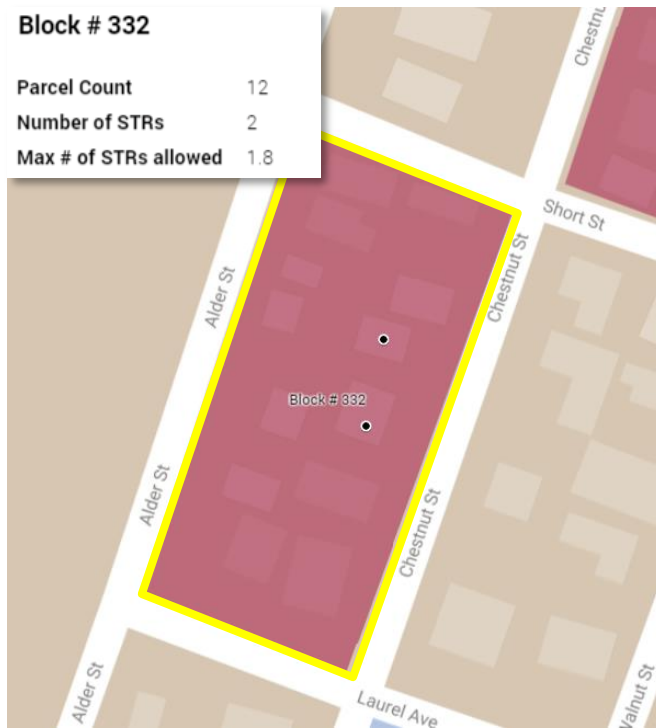 Block # 332
Parcel Count 12
Number of STRs 2
Max # of STRs allowed 1.8
Chestnut
Short St
Alder St
Chestnut St
Block # 332
Alder St
Chestnut St
Alder St
Laurel Ave
Walnut St